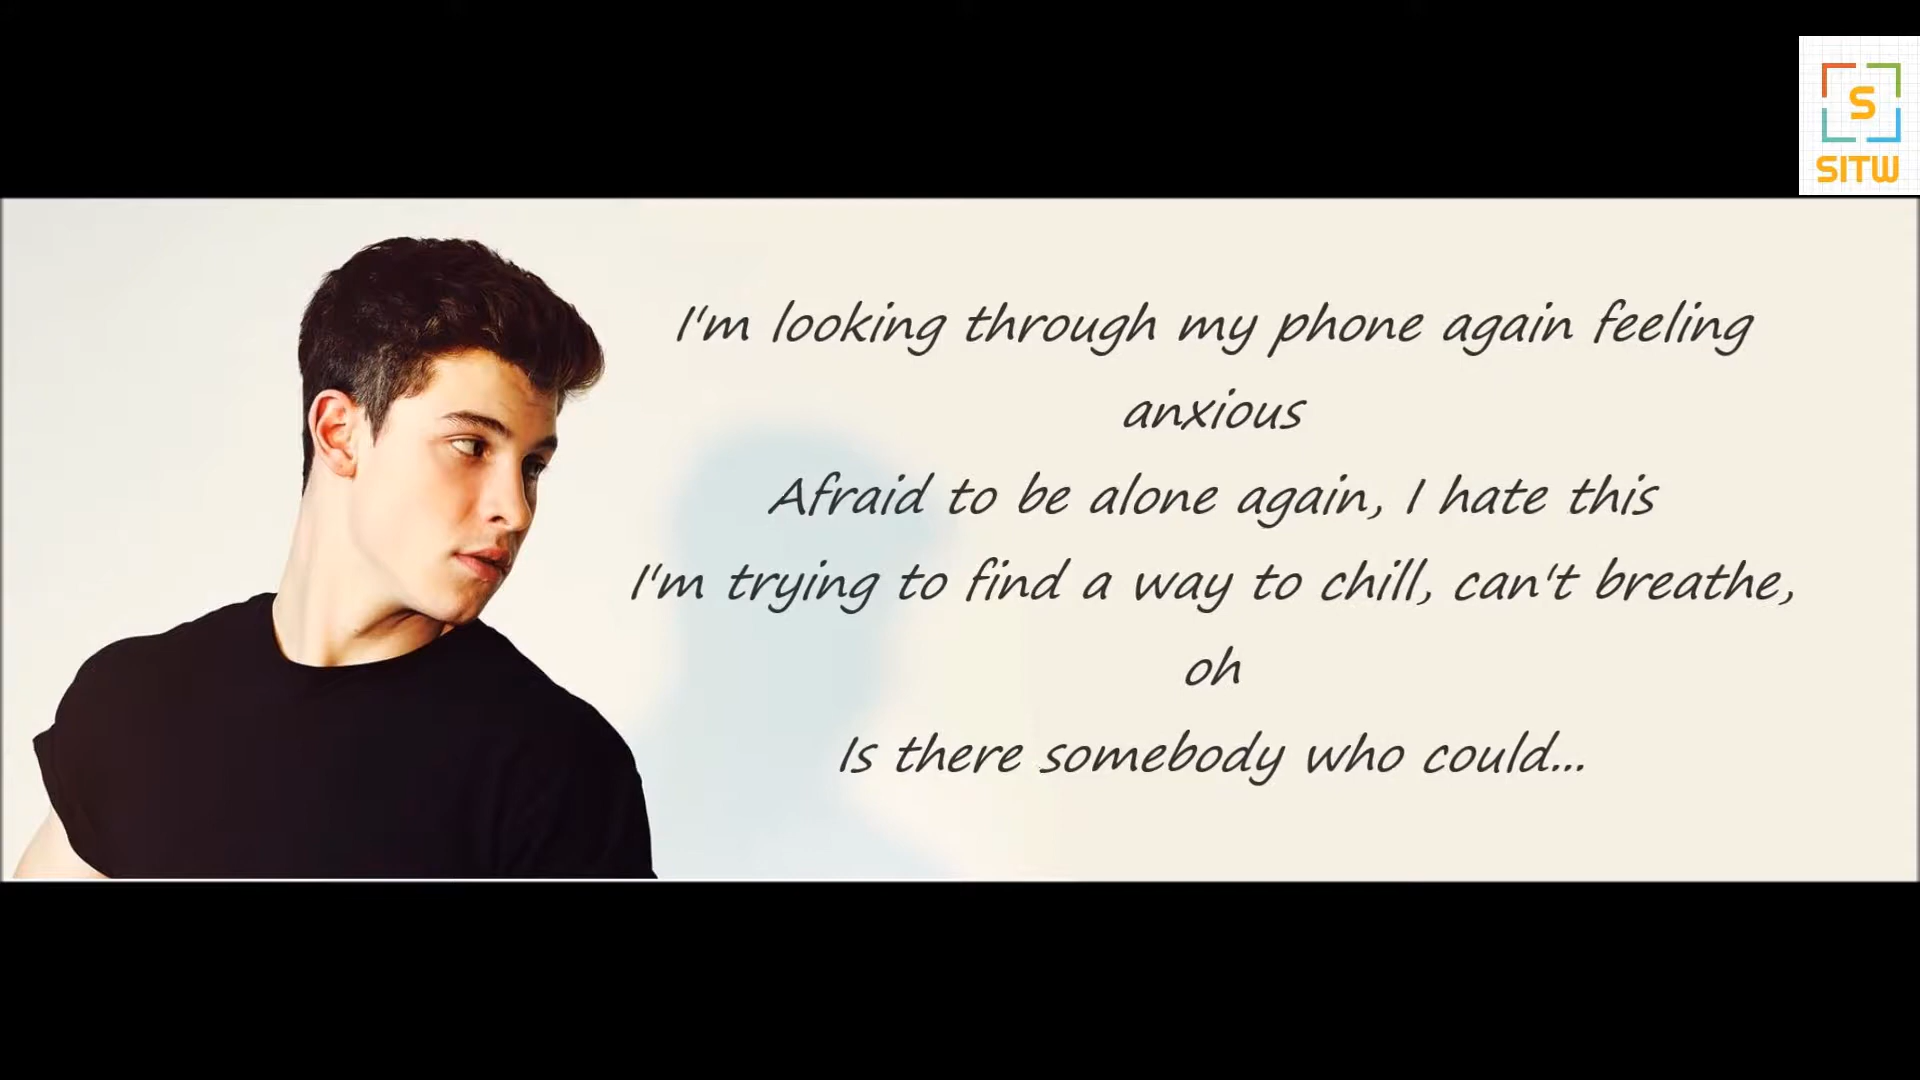 S
SITW
I'm looking through my phone again feeling
anxious
Afraid to be alone again, I hate this
I'm trying to find a way to chill, can't breathe,
oh
Is there somebody who could...